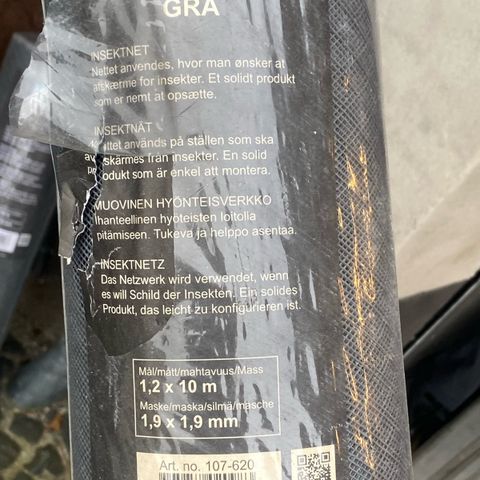 GRÅ
INSEKTNET
Nettet anvendes, hvor man ønsker at
afskærme for insekter. Et solidt produkt
som er nemt at opsætte.
INSEKTNÄT
Nättet används på ställen som ska
avskärmes från insekter. En solid
produkt som är enkel att montera.
MUOVINEN HYÖNTEISVERKKO
Ihanteellinen hyöteisten loitolla
pitämiseen. Tukeva ja helppo asentaa.
INSEKTNETZ
Das Netzwerk wird verwendet, wenn
es will Schild der Insekten. Ein solides
Produkt, das leicht zu konfigurieren ist.
Mål/mått/mahtavuus/Mass
1,2 x 10 m
Maske/maska/silmä/masche
1,9 x 1,9 mm
Art. no. 107-620